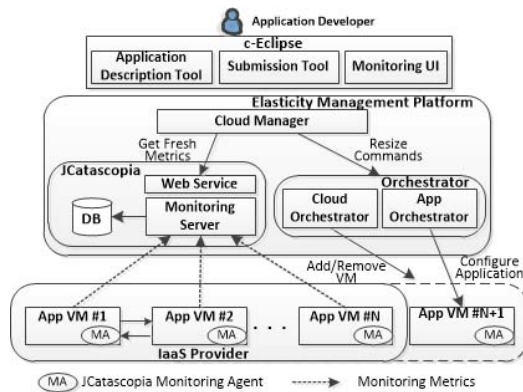 Application Developer
c-Eclipse
Application
Description Tool
Submission Tool
Monitoring UI
Elasticity Management Platform
Cloud Manager
Get Fresh
Metrics
Resize
Commands
JCatascopia
Web Service
DB
Monitoring
Server
Orchestrator
Cloud
Orchestrator
App
Orchestrator
Add/Remove
VM
Configure
Application
App VM #1
MA
App VM #2
MA
. . .
App VM #N
MA
App VM #N+1
MA
IaaS Provider
MA JCatascopia Monitoring Agent
Monitoring Metrics